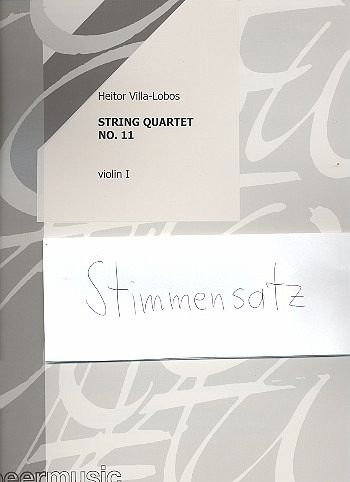 Heitor Villa-Lobos
STRING QUARTET
NO. 11
violin I
Stimmensatz
peermusic